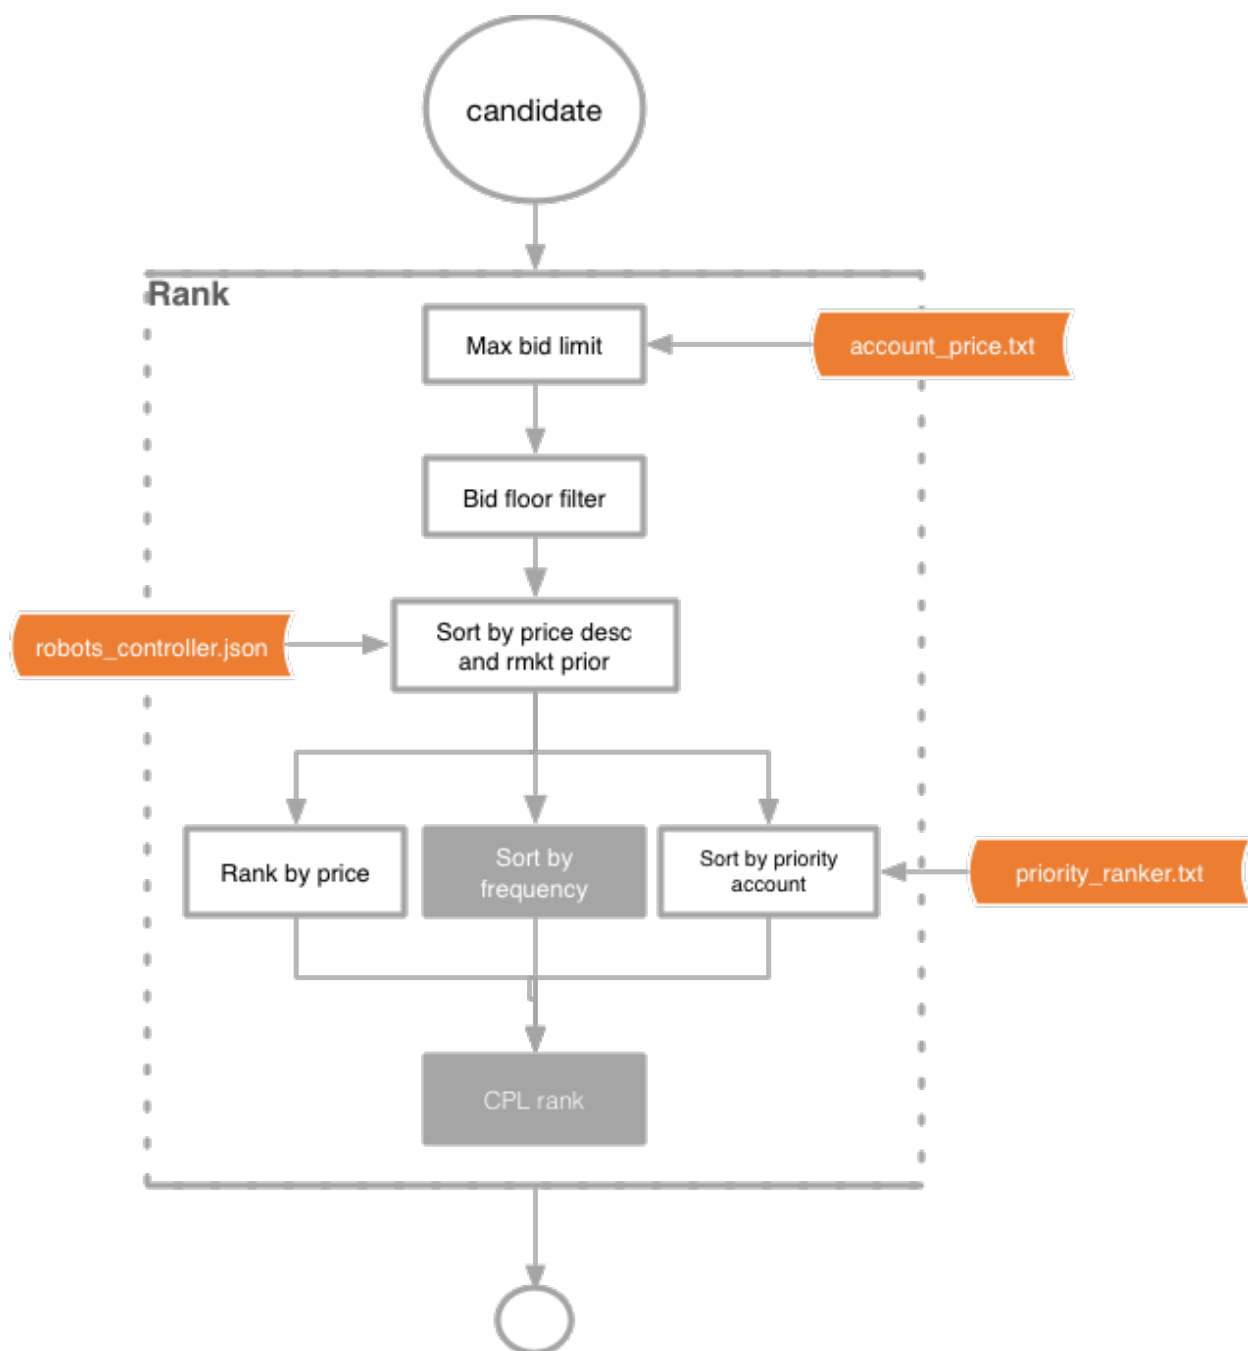 candidate
Rank
Max bid limit
account_price.txt
Bid floor filter
robots_controller.json
Sort by price desc
and rmkt prior
Rank by price
Sort by
frequency
Sort by priority
account
priority_ranker.txt
CPL rank